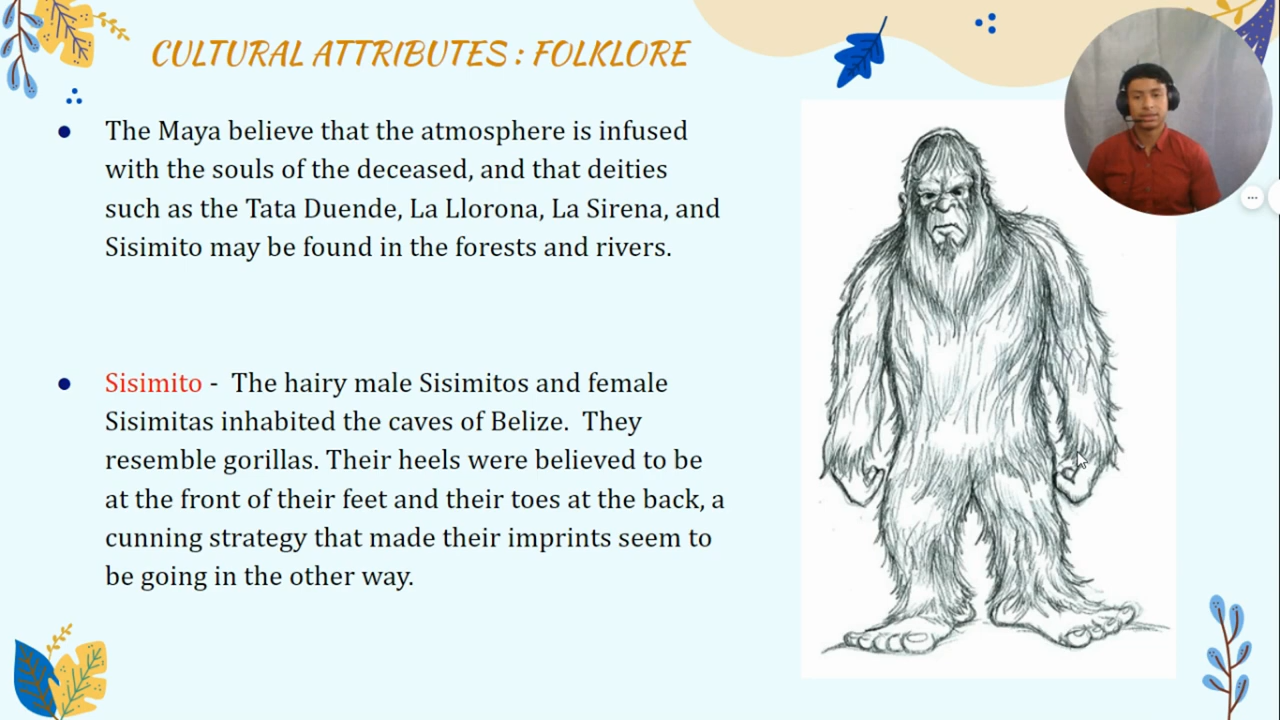 CULTURAL ATTRIBUTES : FOLKLORE
The Maya believe that the atmosphere is infused
with the souls of the deceased, and that deities
such as the Tata Duende, La Llorona, La Sirena, and
Sisimito may be found in the forests and rivers.
Sisimito - The hairy male Sisimitos and female
Sisimitas inhabited the caves of Belize. They
resemble gorillas. Their heels were believed to be
at the front of their feet and their toes at the back, a
cunning strategy that made their imprints seem to
be going in the other way.